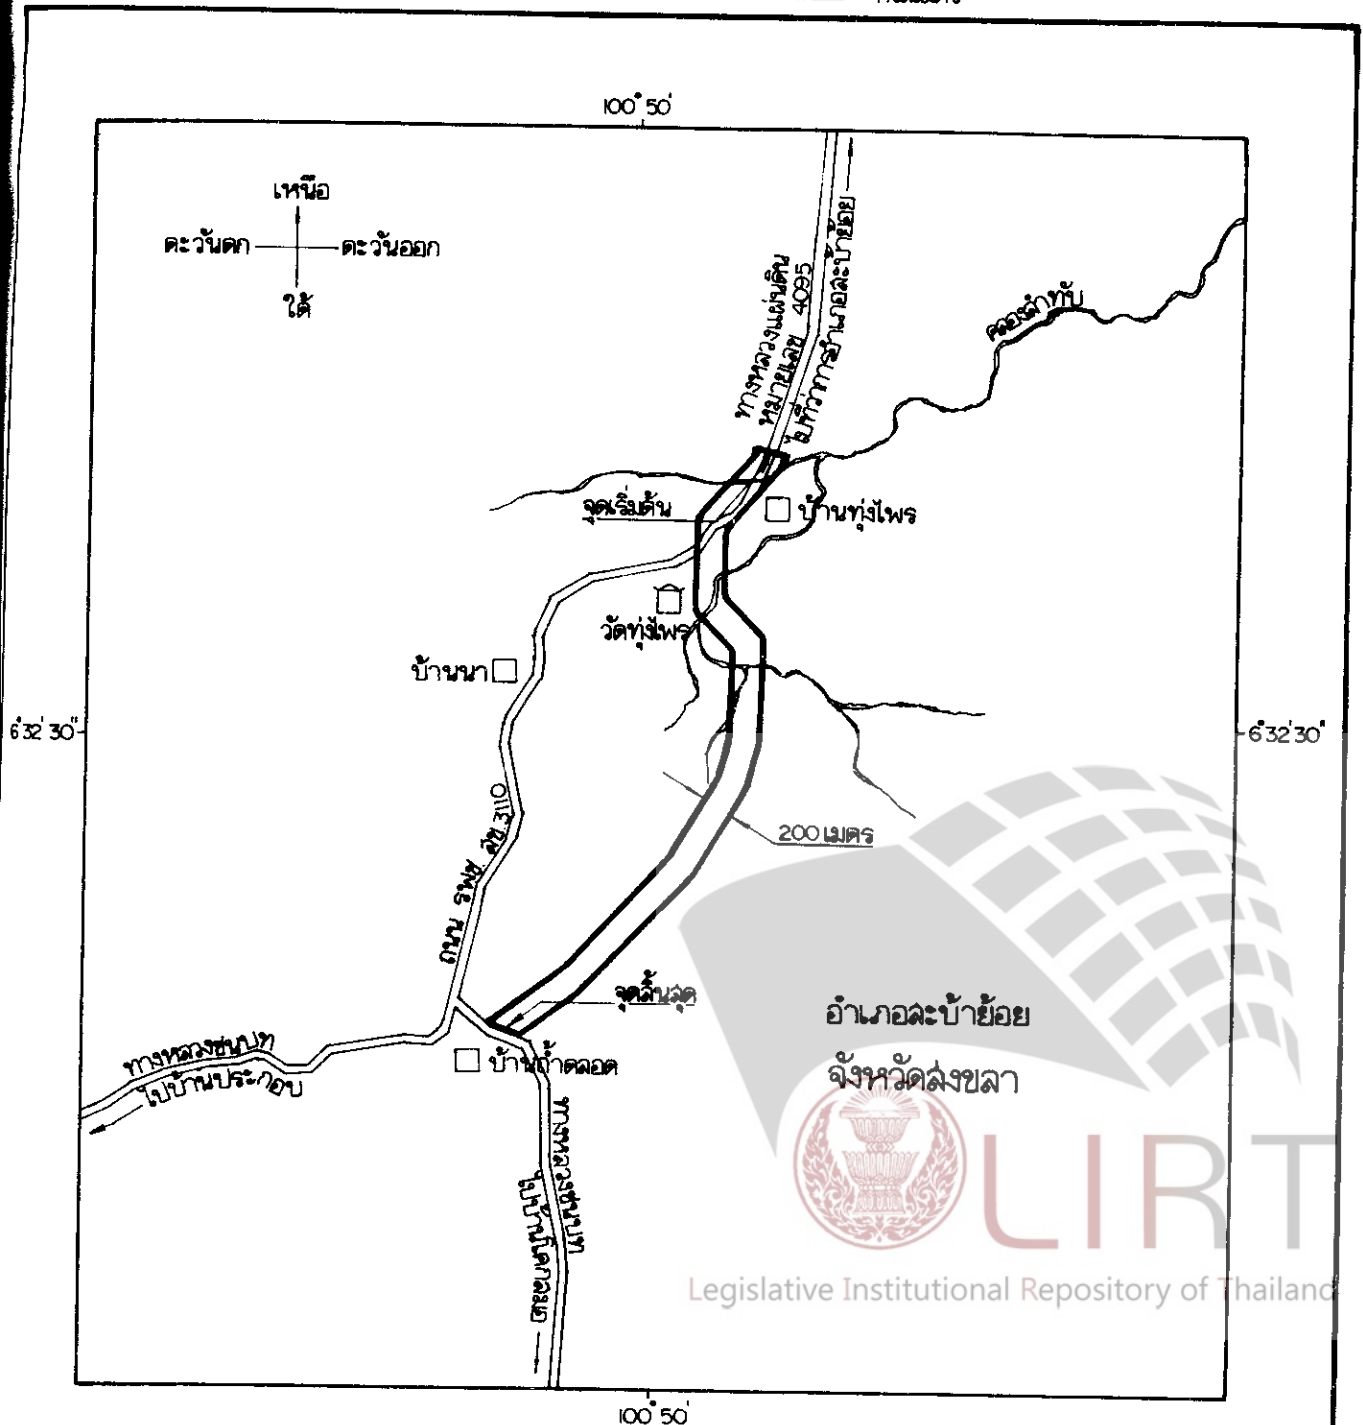 100°50'
เหนือ
ตะวันตก
ตะวันออก
ใต้
ทางหลวงแผ่นดิน
หมายเลข 4095
ไปที่ว่าการอำเภอสะบ้าย้อย
คลองลำทับ
จุดเริ่มต้น
บ้านทุ่งไพร
วัดทุ่งไพร
บ้านนา
6°32'30"
6°32'30"
200 เมตร
ถนน รพช. สข 3110
จุดสิ้นสุด
อำเภอสะบ้าย้อย
จังหวัดสงขลา
ทางหลวงชนบท
ไปบ้านประกอบ
บ้านถ้ำตลอด
ทางหลวงชนบท
LIRT
Legislative Institutional Repository of Thailand
100°50'